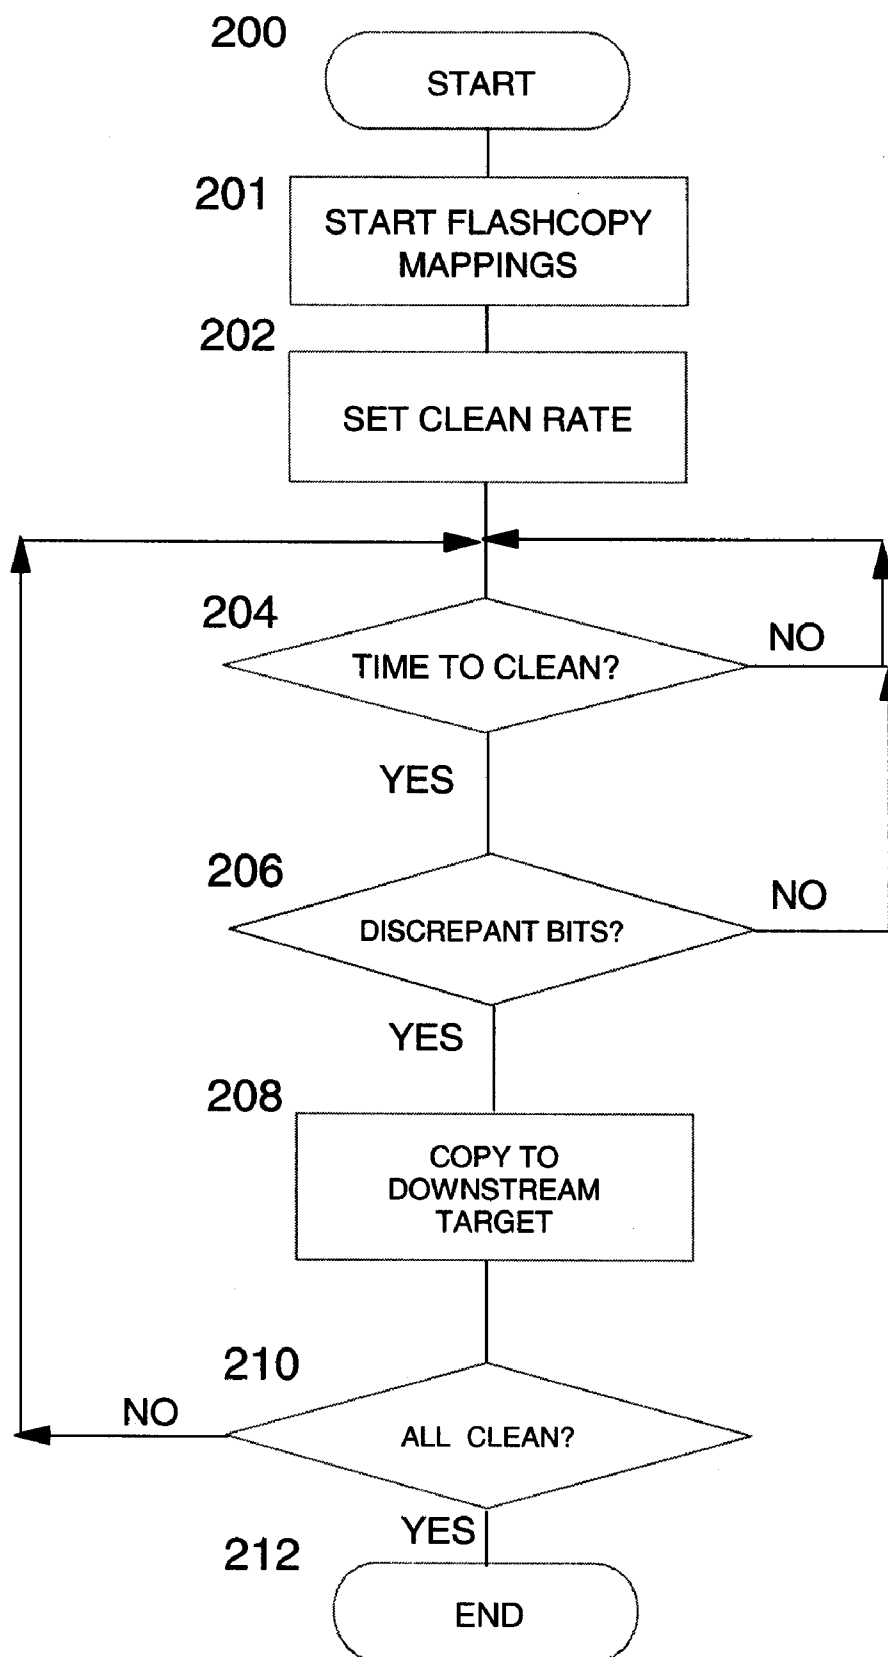 200
START
201
START FLASHCOPY
MAPPINGS
202
SET CLEAN RATE
204
TIME TO CLEAN?
NO
YES
206
DISCREPANT BITS?
NO
YES
208
COPY TO
DOWNSTREAM
TARGET
210
NO
ALL CLEAN?
YES
212
END